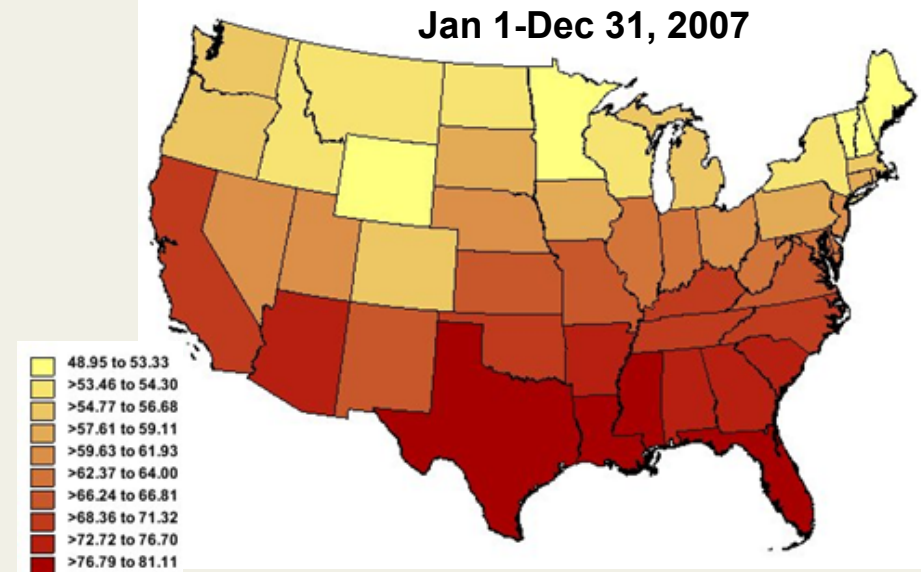 Jan 1-Dec 31, 2007
48.95 to 53.33
>53.46 to 54.30
>54.77 to 56.68
>57.61 to 59.11
>59.63 to 61.93
>62.37 to 64.00
>66.24 to 66.81
>68.36 to 71.32
>72.72 to 76.70
>76.79 to 81.11